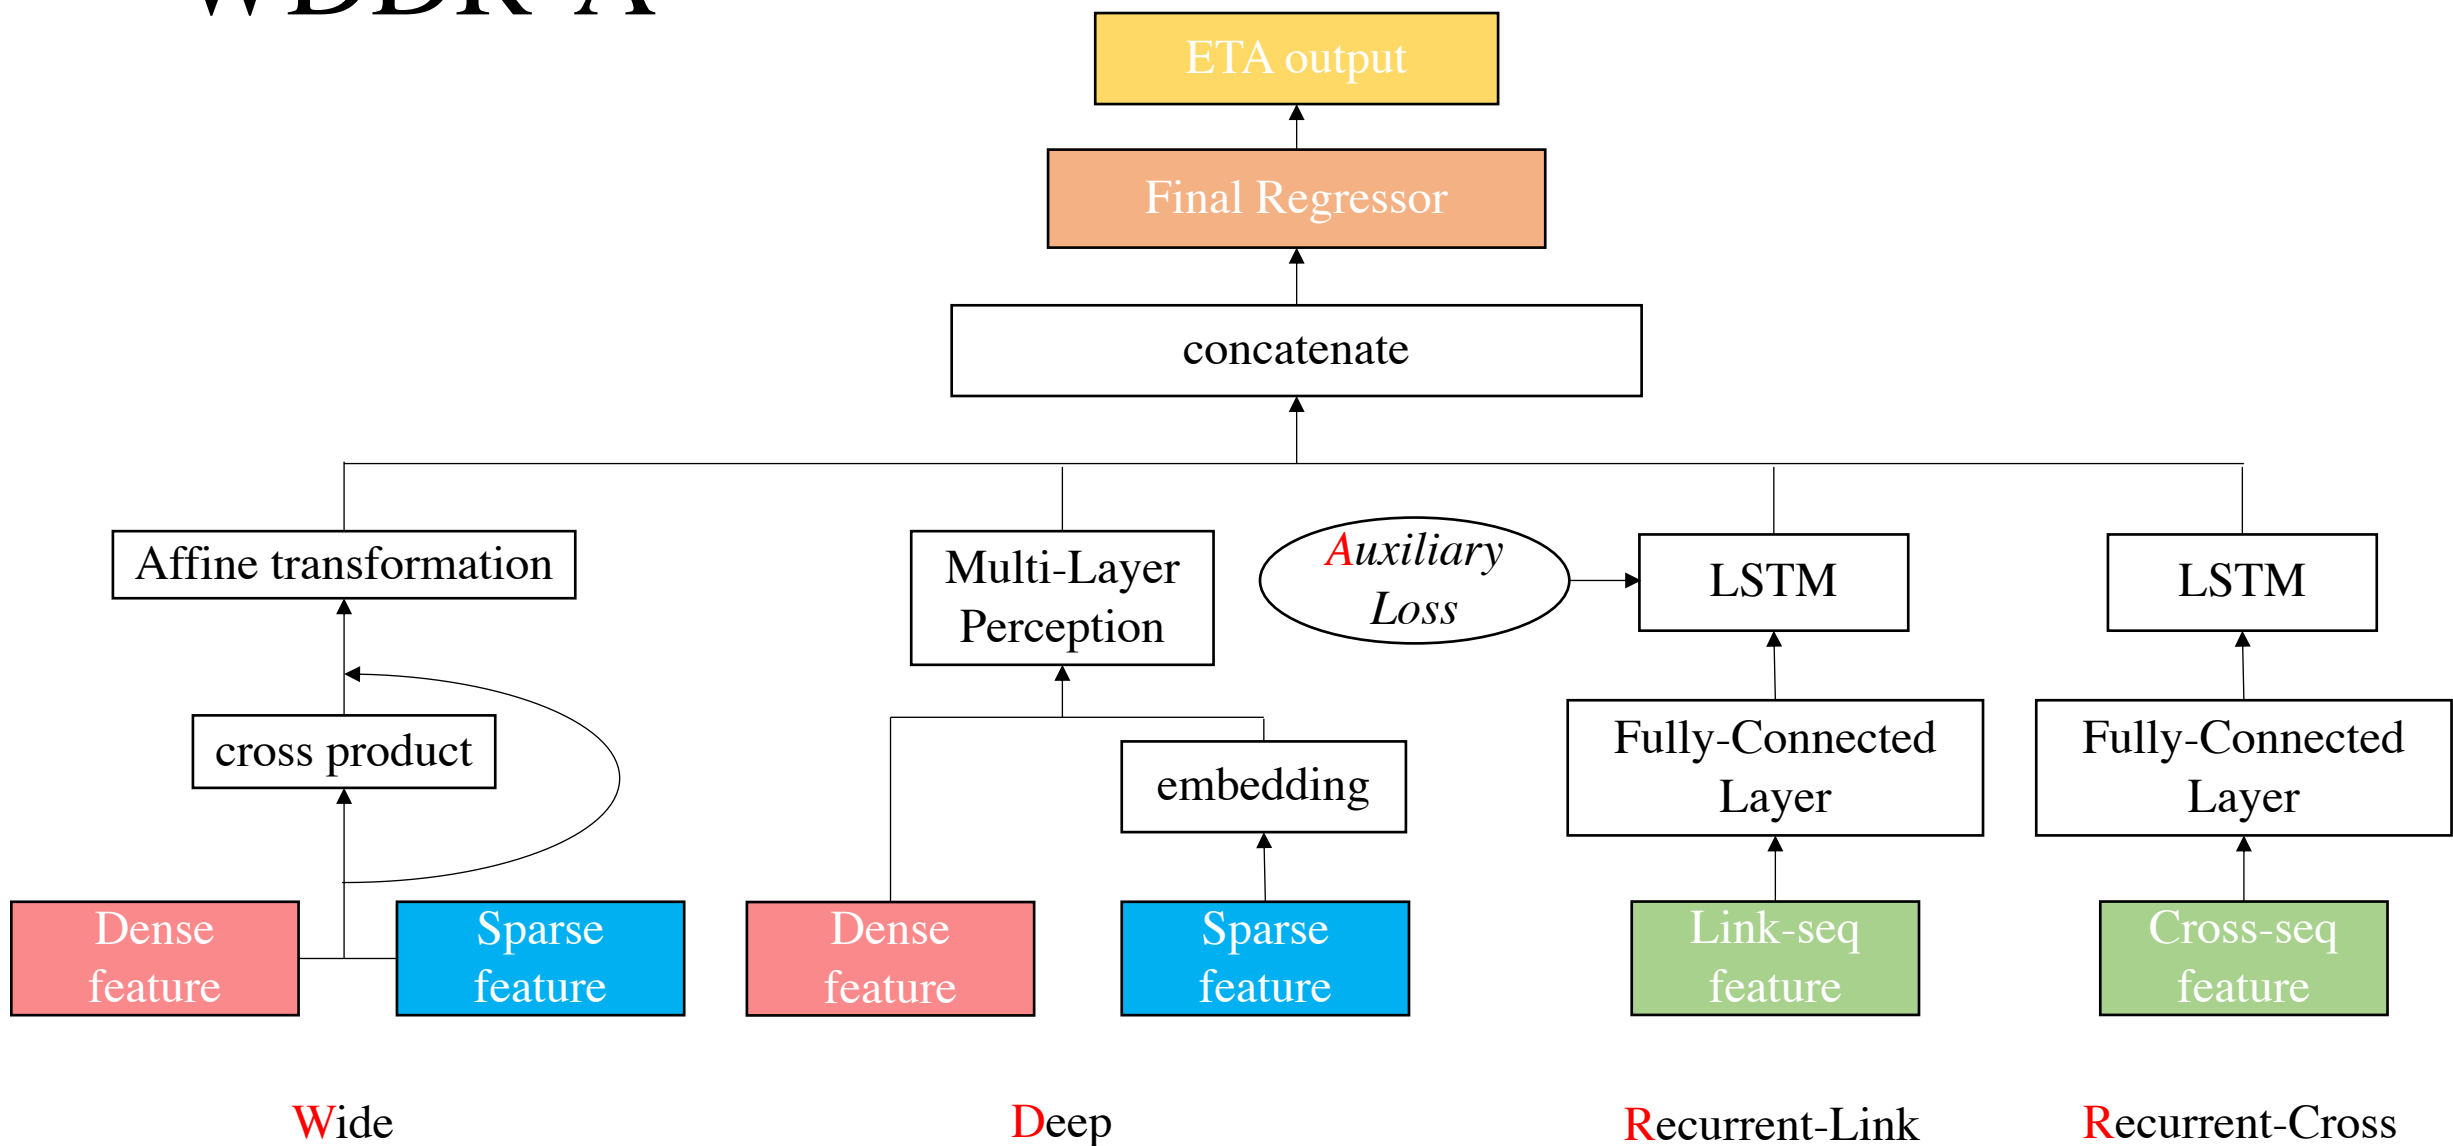 ETA output
Final Regressor
concatenate
Affine transformation
Multi-Layer
Perception
Auxiliary
Loss
LSTM
LSTM
cross product
embedding
Fully-Connected
Layer
Fully-Connected
Layer
Dense
feature
Sparse
feature
Dense
feature
Sparse
feature
Link-seq
feature
Cross-seq
feature
Wide
Deep
Recurrent-Link
Recurrent-Cross